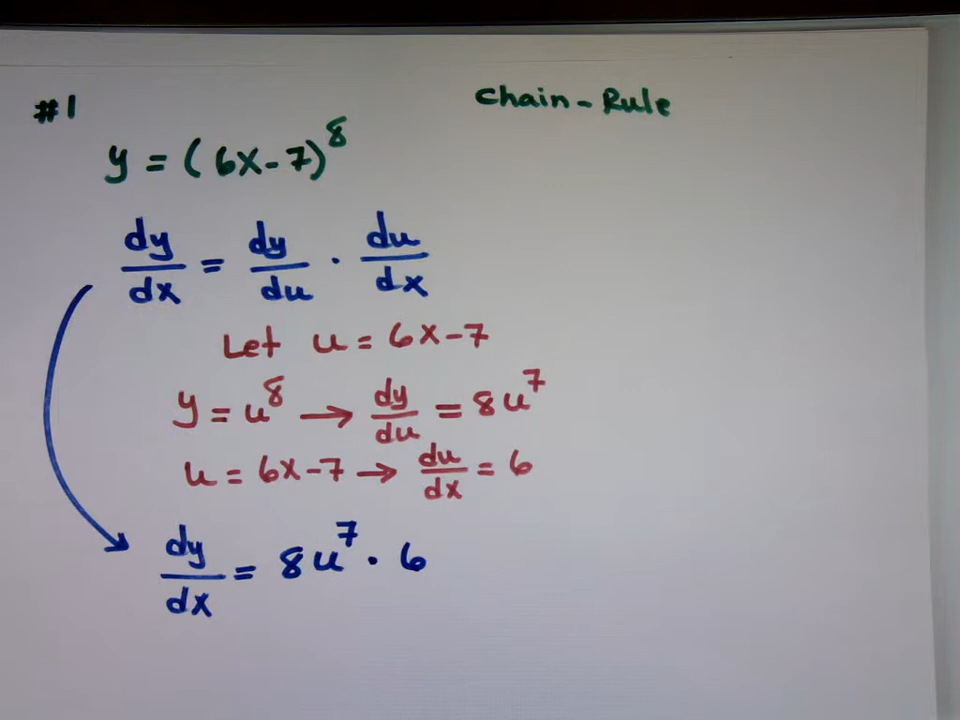 #1
Chain-Rule
y = (6x-7)^8
dy/dx = dy/du · du/dx
Let u = 6x-7
y = u^8 → dy/du = 8u^7
u = 6x-7 → du/dx = 6
dy/dx = 8u^7 · 6